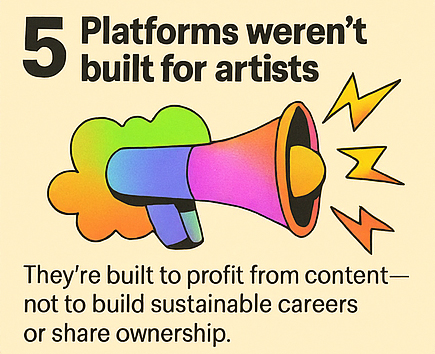 5 Platforms weren't
built for artists
They're built to profit from content—
not to build sustainable careers
or share ownership.